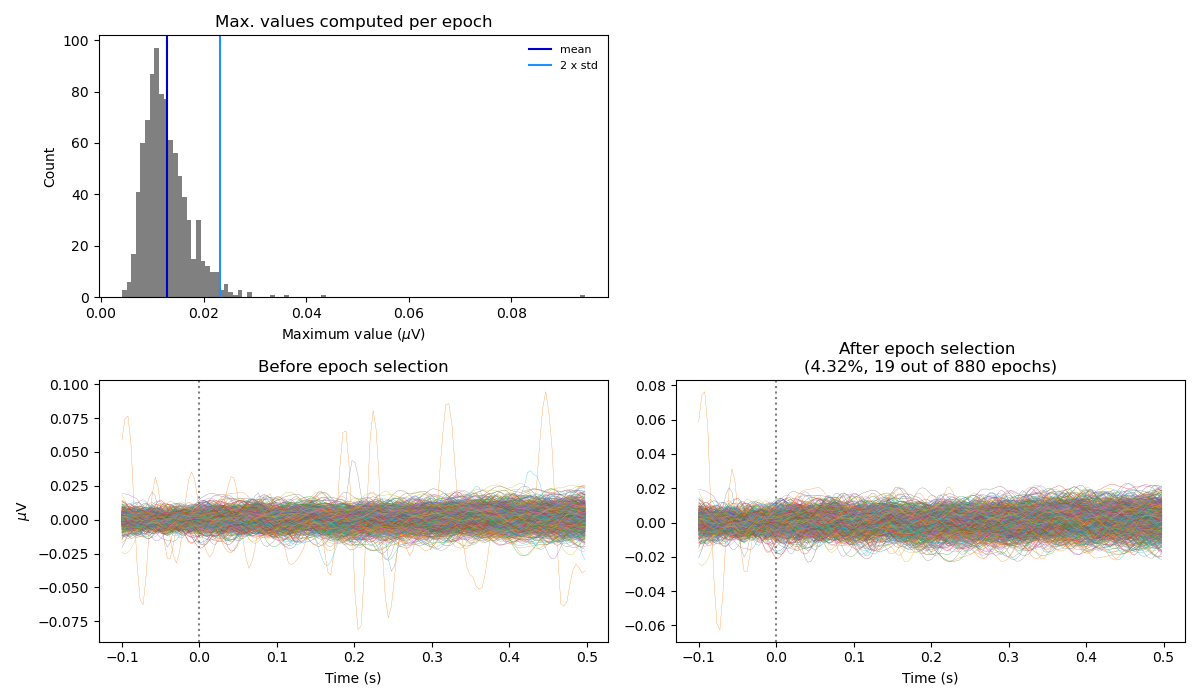 Max. values computed per epoch
100
80
60
40
20
0
Count
mean
2 x std
0.00 0.02 0.04 0.06 0.08
Maximum value (μV)
Before epoch selection
0.100
0.075
0.050
0.025
0.000
−0.025
−0.050
−0.075
μV
−0.1 0.0 0.1 0.2 0.3 0.4 0.5
Time (s)
After epoch selection
(4.32%, 19 out of 880 epochs)
0.08
0.06
0.04
0.02
0.00
−0.02
−0.04
−0.06
−0.1 0.0 0.1 0.2 0.3 0.4 0.5
Time (s)